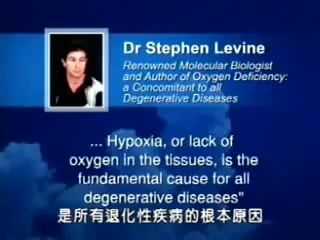 Dr Stephen Levine
Renowned Molecular Biologist
and Author of Oxygen Deficiency:
a Concomitant to all
Degenerative Diseases
... Hypoxia, or lack of
oxygen in the tissues, is the
fundamental cause for all
degenerative diseases"
是所有退化性疾病的根本原因